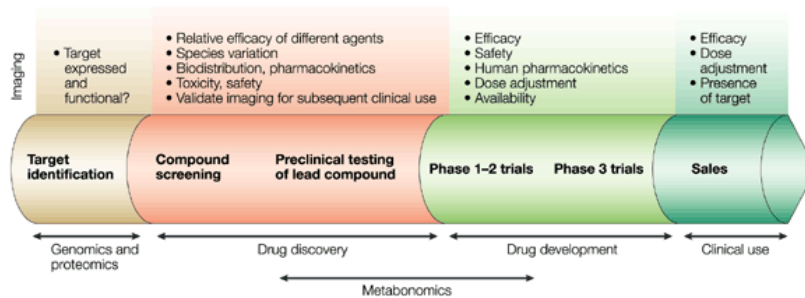 Imaging
• Target
expressed
and
functional?
• Relative efficacy of different agents
• Species variation
• Biodistribution, pharmacokinetics
• Toxicity, safety
• Validate imaging for subsequent clinical use
• Efficacy
• Safety
• Human pharmacokinetics
• Dose adjustment
• Availability
• Efficacy
• Dose
adjustment
• Presence
of target
Target
identification
Compound
screening
Preclinical testing
of lead compound
Phase 1–2 trials
Phase 3 trials
Sales
Genomics and
proteomics
Drug discovery
Drug development
Clinical use
Metabonomics